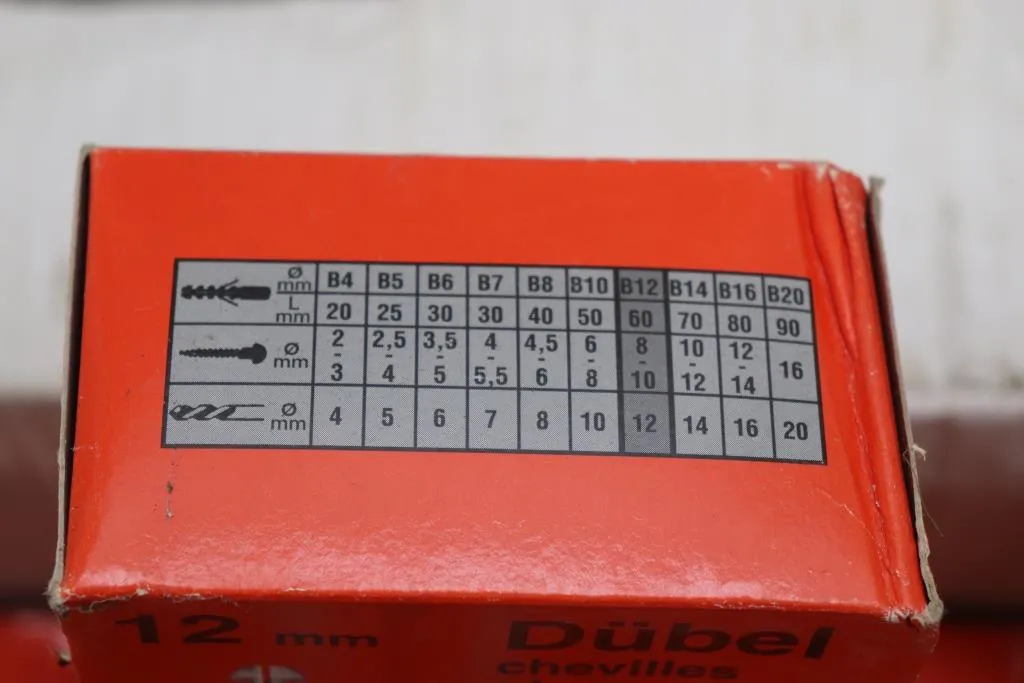 Ø mm B4 B5 B6 B7 B8 B10 B12 B14 B16 B20
L mm 20 25 30 30 40 50 60 70 80 90
Ø mm 2 - 3 2,5 - 4 3,5 - 5 4 - 5,5 4,5 - 6 6 - 8 8 - 10 10 - 12 12 - 14 16
Ø mm 4 5 6 7 8 10 12 14 16 20
12 mm Dübel
chevilles